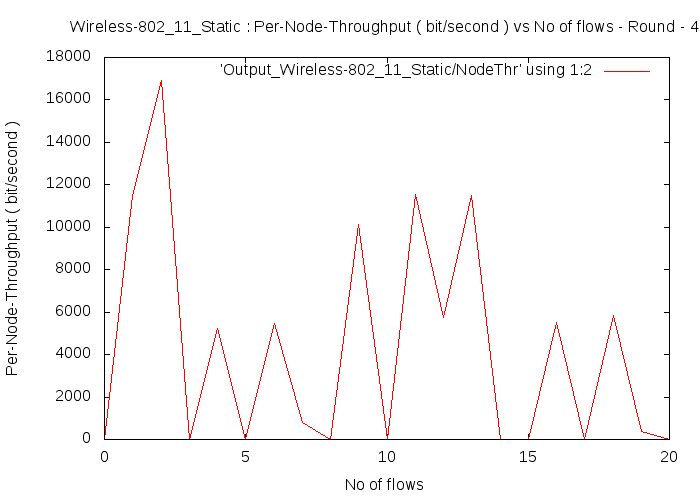 Wireless-802_11_Static : Per-Node-Throughput ( bit/second ) vs No of flows - Round - 4
'Output_Wireless-802_11_Static/NodeThr' using 1:2
Per-Node-Throughput ( bit/second )
18000
16000
14000
12000
10000
8000
6000
4000
2000
0
0 5 10 15 20
No of flows